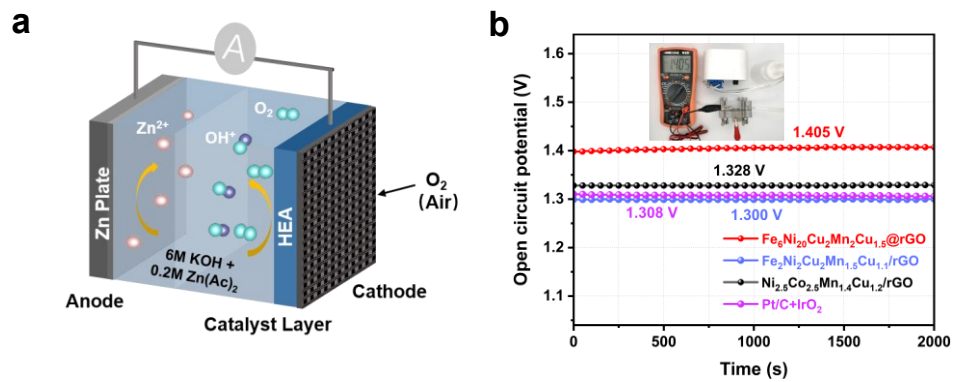 a
A
Zn²⁺
O₂
OH⁺
Zn Plate
HEA
O₂
(Air)
6M KOH +
0.2M Zn(Ac)₂
Anode
Cathode
Catalyst Layer
b
Open circuit potential (V)
1.6
1.5
1.4
1.3
1.2
1.1
1405
1.405 V
1.328 V
1.308 V
1.300 V
Fe₆Ni₂₀Cu₂Mn₂Cu₁.₅@rGO
Fe₂Ni₂Cu₂Mn₁.₅Cu₁.₁/rGO
Ni₂.₅Co₂.₅Mn₁.₄Cu₁.₂/rGO
Pt/C+IrO₂
0
500
1000
1500
2000
Time (s)